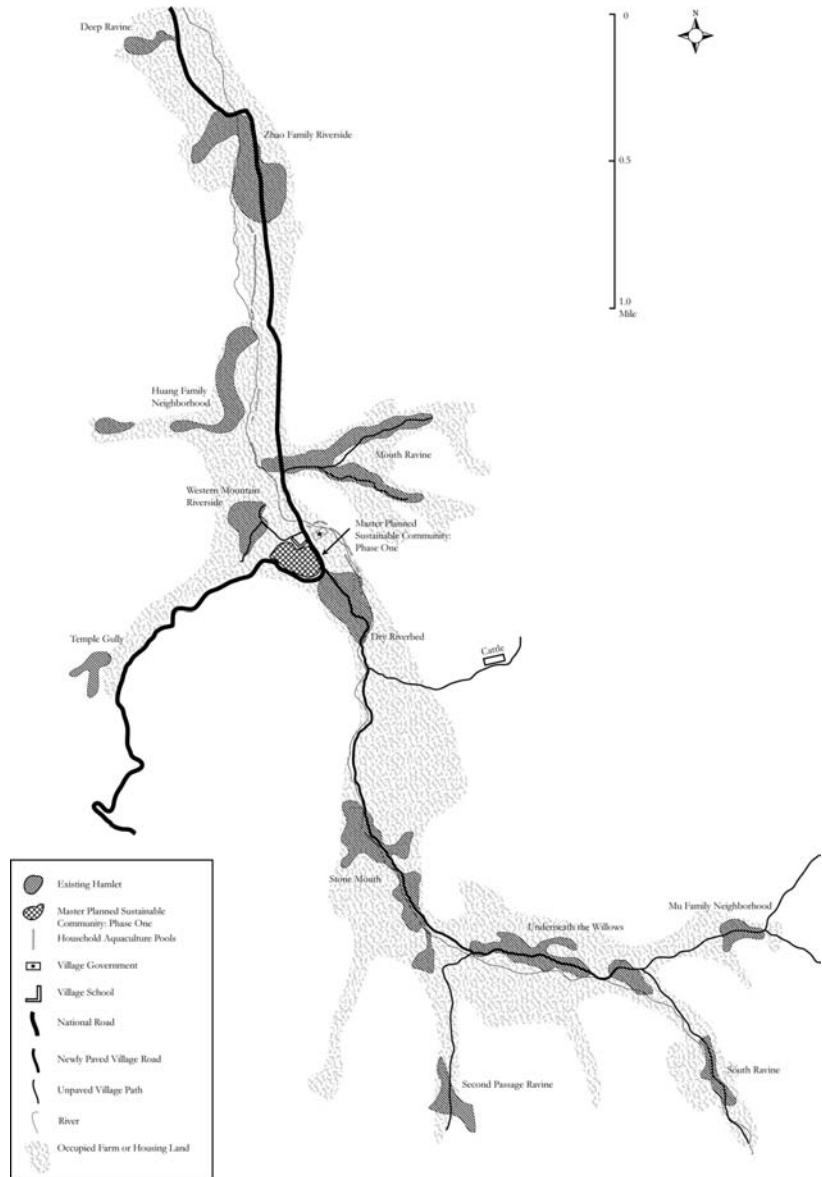 N
0
Deep Ravine
Zhao Family Riverside
0.5
1.0
Mile
Huang Family
Neighborhood
Mouth Ravine
Western Mountain
Riverside
Master Planned
Sustainable Community:
Phase One
Dry Riverbed
Temple Gully
Cattle
Stone Mouth
Mu Family Neighborhood
Underneath the Willows
Second Passage Ravine
South Ravine
Existing Hamlet
Master Planned Sustainable
Community: Phase One
Household Aquaculture Pools
Village Government
Village School
National Road
Newly Paved Village Road
Unpaved Village Path
River
Occupied Farm or Housing Land